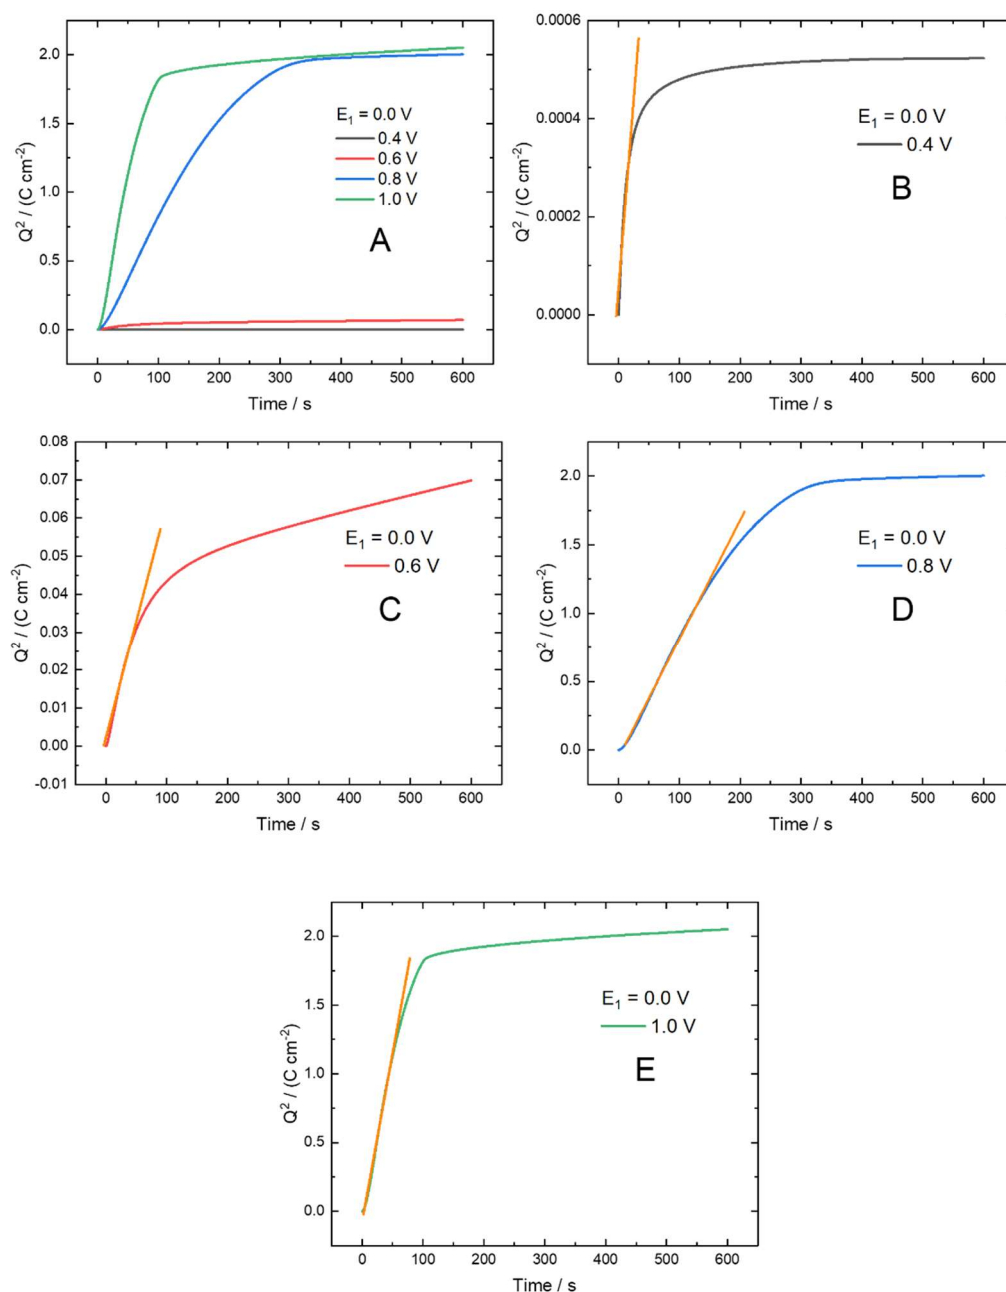 2.0
1.5
1.0
0.5
0.0
Q² / (C cm⁻²)
E₁ = 0.0 V
0.4 V
0.6 V
0.8 V
1.0 V
A
0 100 200 300 400 500 600
Time / s
0.0006
0.0004
0.0002
0.0000
Q² / (C cm⁻²)
E₁ = 0.0 V
0.4 V
B
0 100 200 300 400 500 600
Time / s
0.08
0.07
0.06
0.05
0.04
0.03
0.02
0.01
0.00
-0.01
Q² / (C cm⁻²)
E₁ = 0.0 V
0.6 V
C
0 100 200 300 400 500 600
Time / s
2.0
1.5
1.0
0.5
0.0
Q² / (C cm⁻²)
E₁ = 0.0 V
0.8 V
D
0 100 200 300 400 500 600
Time / s
2.0
1.5
1.0
0.5
0.0
Q² / (C cm⁻²)
E₁ = 0.0 V
1.0 V
E
0 100 200 300 400 500 600
Time / s